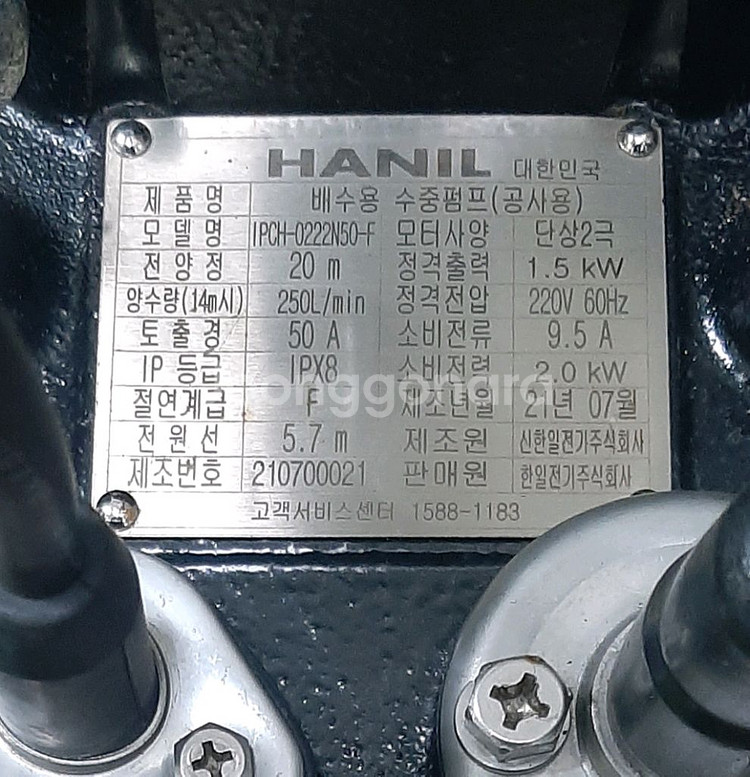 HANIL 대한민국
제품명 배수용 수중펌프(공사용)
모델명 IPCH-0222N50-F 모터사양 단상2극
전양정 20 m 정격출력 1.5 kW
양수량(14m시) 250L/min 정격전압 220V 60Hz
토출경 50 A 소비전류 9.5 A
IP 등급 IPX8 소비전력 2.0 kW
절연계급 F 제조년월 21년 07월
전원선 5.7 m 제조원 신한일전기주식회사
제조번호 210700021 판매원 한일전기주식회사
고객서비스센터 1588-1183
joonggonara